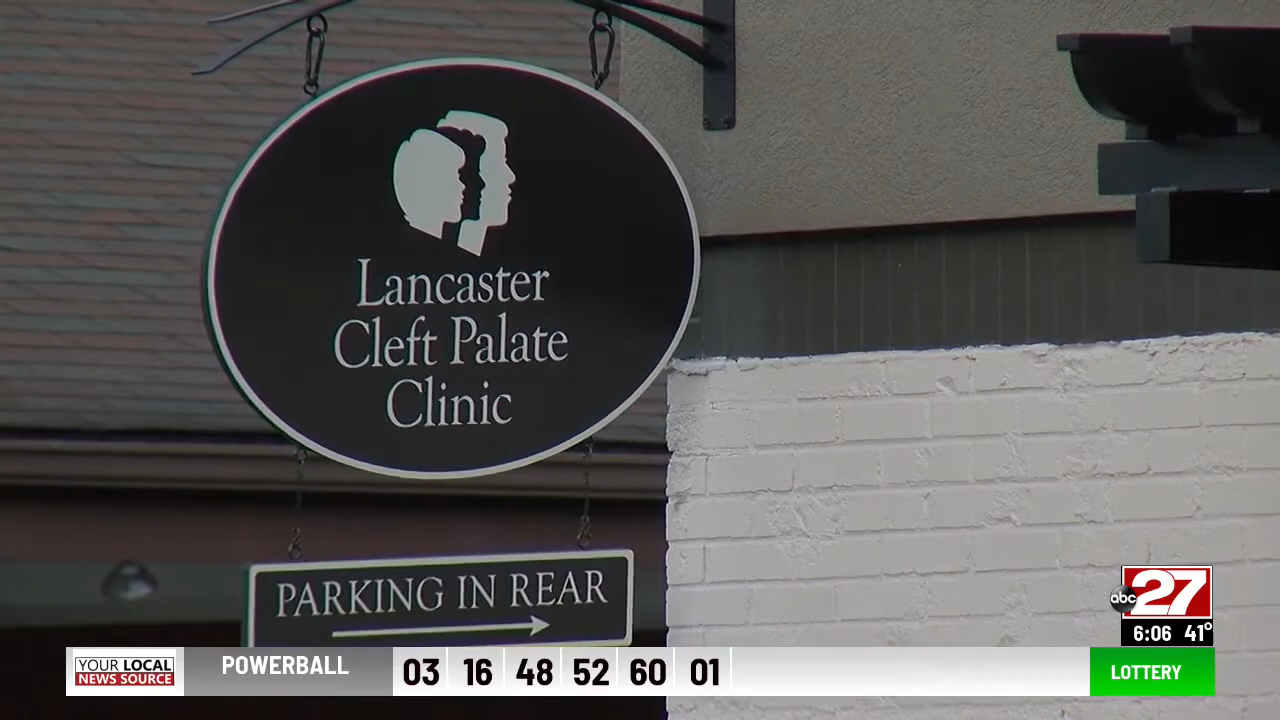 Lancaster
Cleft Palate
Clinic
PARKING IN REAR
abc 27
6:06 41°
YOUR LOCAL
NEWS SOURCE
POWERBALL 03 16 48 52 60 01
LOTTERY